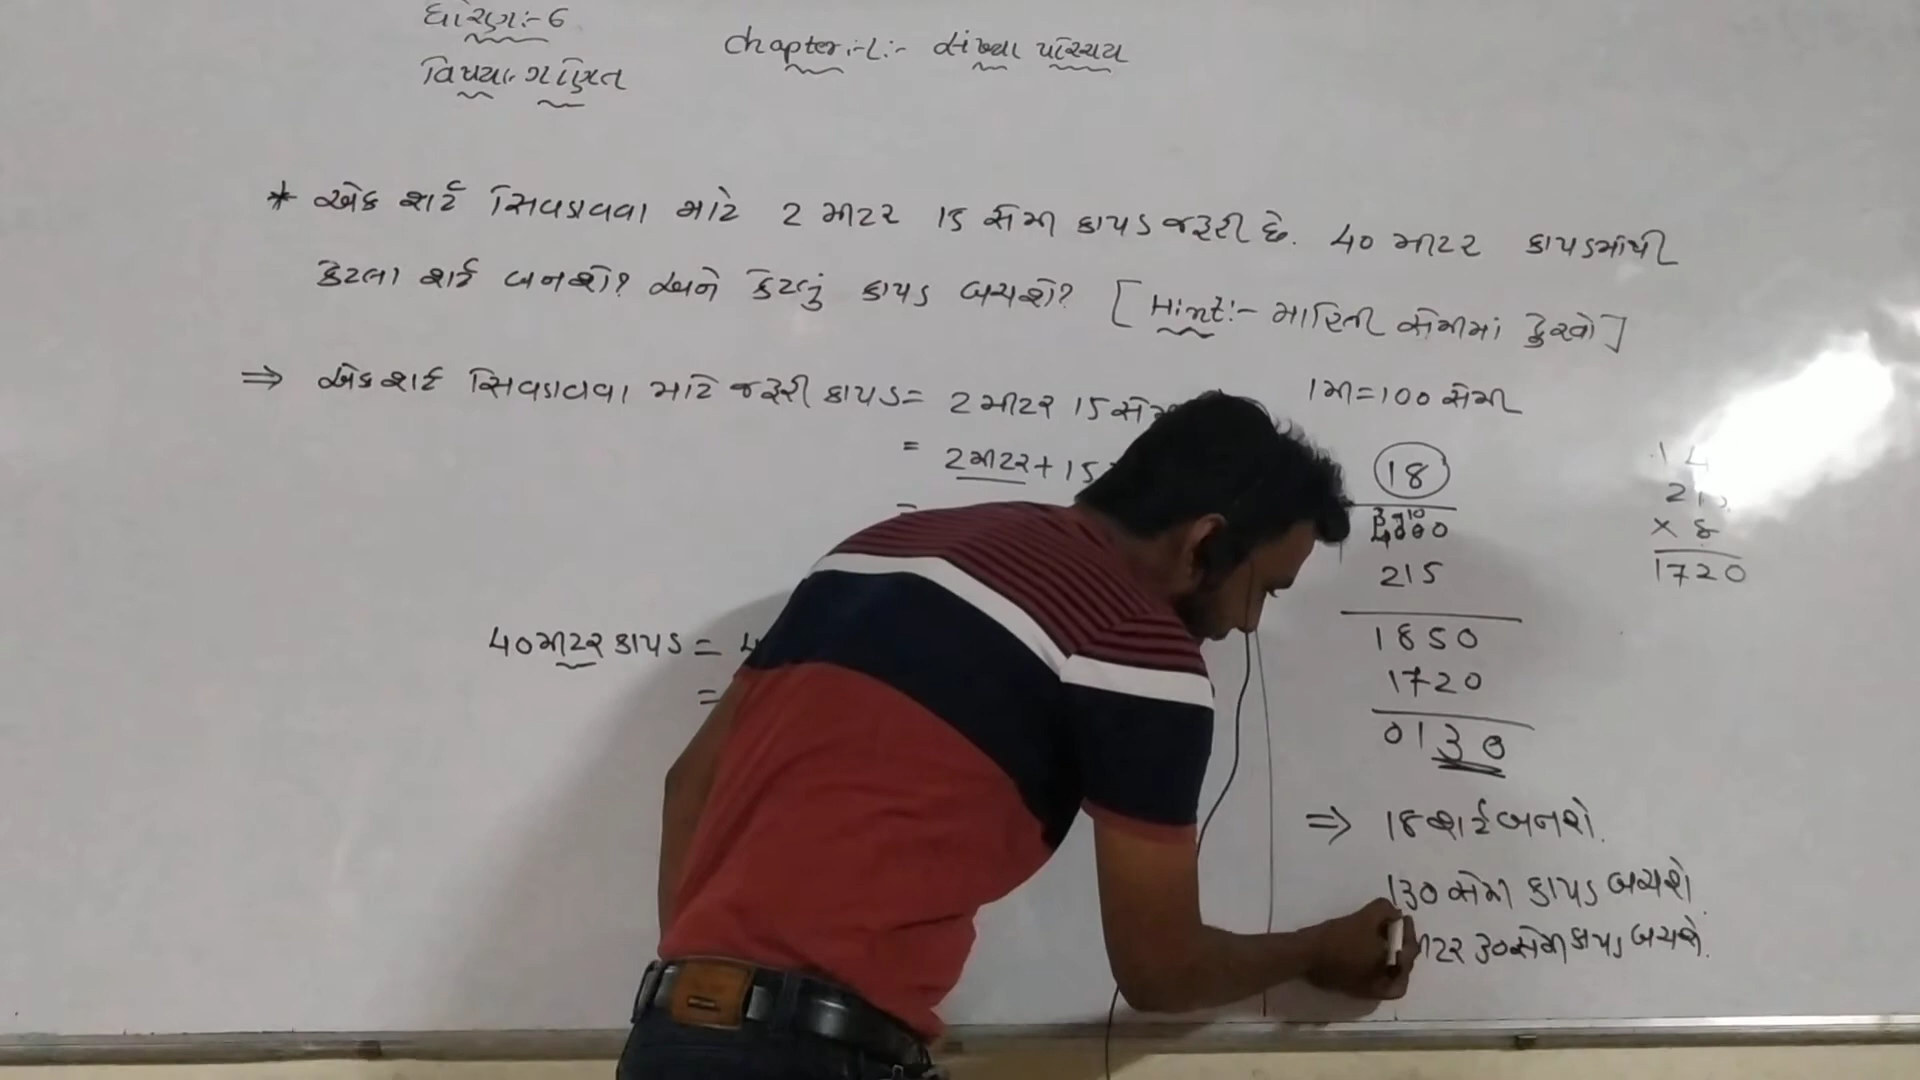 ધોરણ:- 6
વિષય:- ગણિત
chapter:-1:- સંખ્યા પરિચય
* એક શર્ટ સિવડાવવા માટે 2 મીટર 15 સેમી કાપડ જરૂરી છે. 40 મીટર કાપડમાંથી
કેટલા શર્ટ બનશે? અને કેટલું કાપડ બચશે? [Hint:- માહિતી સેમીમાં ફેરવો]
⇒ એક શર્ટ સિવડાવવા માટે જરૂરી કાપડ = 2 મીટર 15 સેમી
= 2 મીટર + 15
=
40 મીટર કાપડ = 4
=
1 મી = 100 સેમી
18
4000
215
1850
1720
0130
⇒ 18 શર્ટ બનશે.
130 સેમી કાપડ બચશે.
મીટર 30 સેમી કાપડ બચશે.
× 8
1720